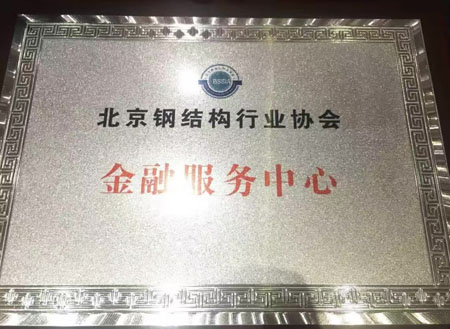 北京钢结构行业协会
金融服务中心